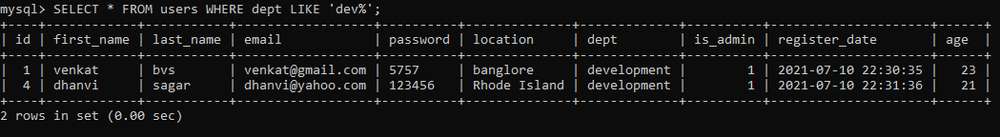 mysql> SELECT * FROM users WHERE dept LIKE 'dev%';
+----+------------+-----------+------------------+----------+--------------+-------------+----------+---------------------+------+
| id | first_name | last_name | email            | password | location     | dept        | is_admin | register_date       | age  |
+----+------------+-----------+------------------+----------+--------------+-------------+----------+---------------------+------+
|  1 | venkat     | bvs       | venkat@gmail.com | 5757     | banglore     | development |        1 | 2021-07-10 22:30:35 |   23 |
|  4 | dhanvi     | sagar     | dhanvi@yahoo.com | 123456   | Rhode Island | development |        1 | 2021-07-10 22:31:36 |   21 |
+----+------------+-----------+------------------+----------+--------------+-------------+----------+---------------------+------+
2 rows in set (0.00 sec)